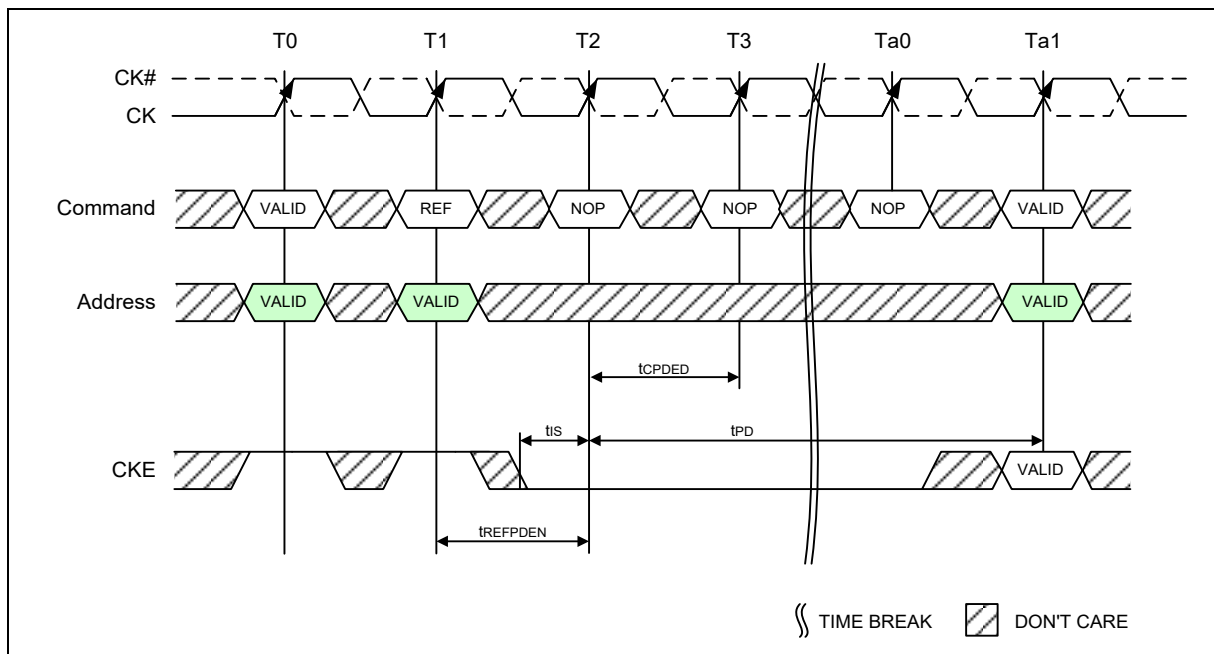 T0 T1 T2 T3 Ta0 Ta1
CK#
CK
Command VALID REF NOP NOP NOP VALID
Address VALID VALID VALID
tCPDED
tIS tPD
CKE VALID
tREFPDEN
TIME BREAK DON'T CARE